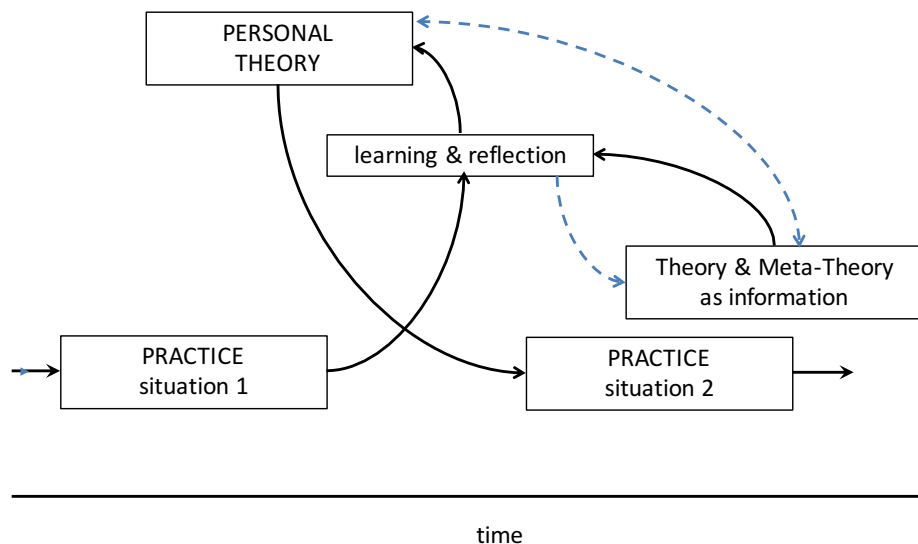 PERSONAL
THEORY
learning & reflection
Theory & Meta-Theory
as information
PRACTICE
situation 1
PRACTICE
situation 2
time